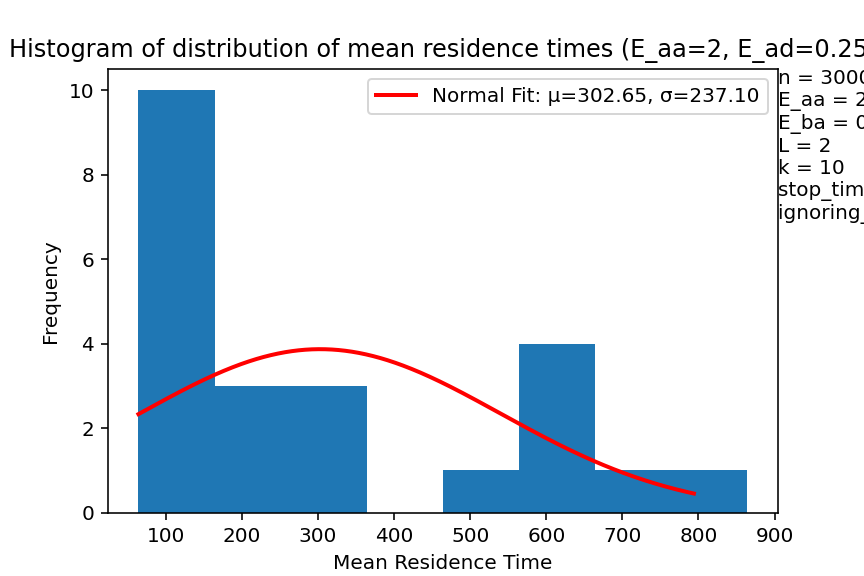 Histogram of distribution of mean residence times (E_aa=2, E_ad=0.25
Normal Fit: μ=302.65, σ=237.10
n = 3000
E_aa = 2
E_ba = 0
L = 2
k = 10
stop_tim
ignoring_
Frequency
10
8
6
4
2
0
100 200 300 400 500 600 700 800 900
Mean Residence Time